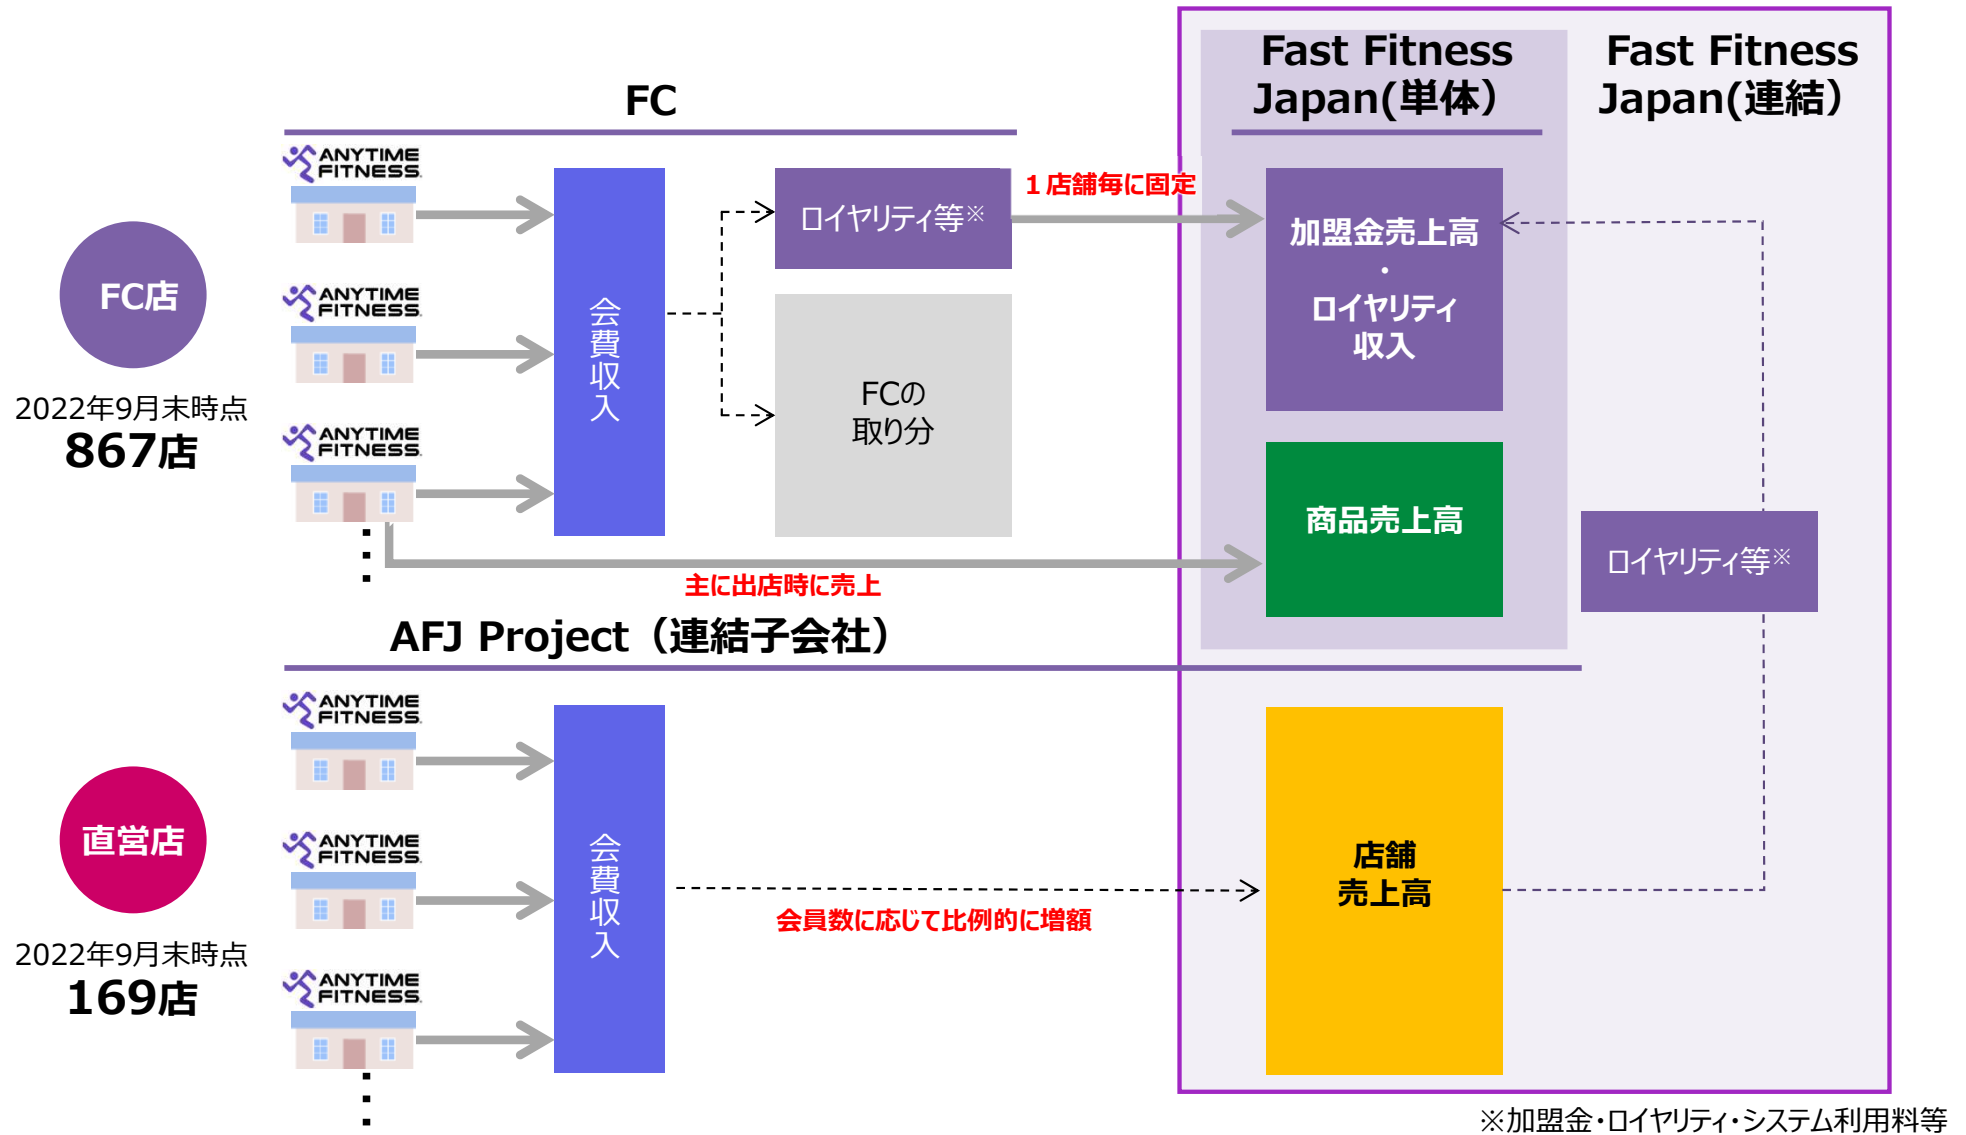 Fast Fitness
Japan(単体）
Fast Fitness
Japan(連結）
FC
ANYTIME
FITNESS.
ANYTIME
FITNESS.
ANYTIME
FITNESS.
FC店
2022年9月末時点
867店
会費収入
ロイヤリティ等※
FCの
取り分
１店舗毎に固定
加盟金売上高
・
ロイヤリティ
収入
商品売上高
主に出店時に売上
ロイヤリティ等※
AFJ Project（連結子会社）
ANYTIME
FITNESS.
ANYTIME
FITNESS.
ANYTIME
FITNESS.
直営店
2022年9月末時点
169店
会費収入
会員数に応じて比例的に増額
店舗
売上高
※加盟金・ロイヤリティ・システム利用料等